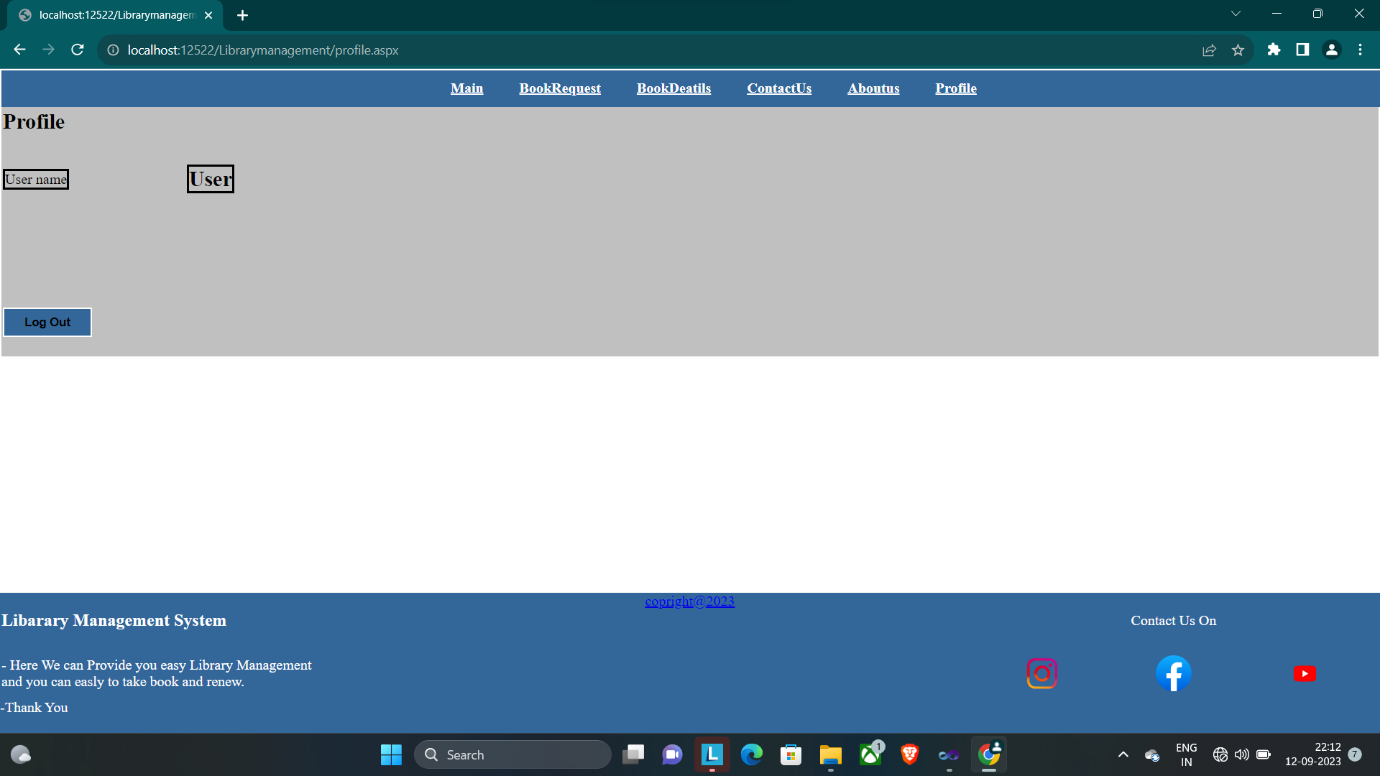 localhost:12522/Librarymanagem
localhost:12522/Librarymanagement/profile.aspx
Main BookRequest BookDeatils ContactUs Aboutus Profile
Profile
User name User
Log Out
copright@2023
Libarary Management System
Contact Us On
- Here We can Provide you easy Library Management
and you can easly to take book and renew.
-Thank You
Search
L
1
ENG
IN
22:12
12-09-2023
7